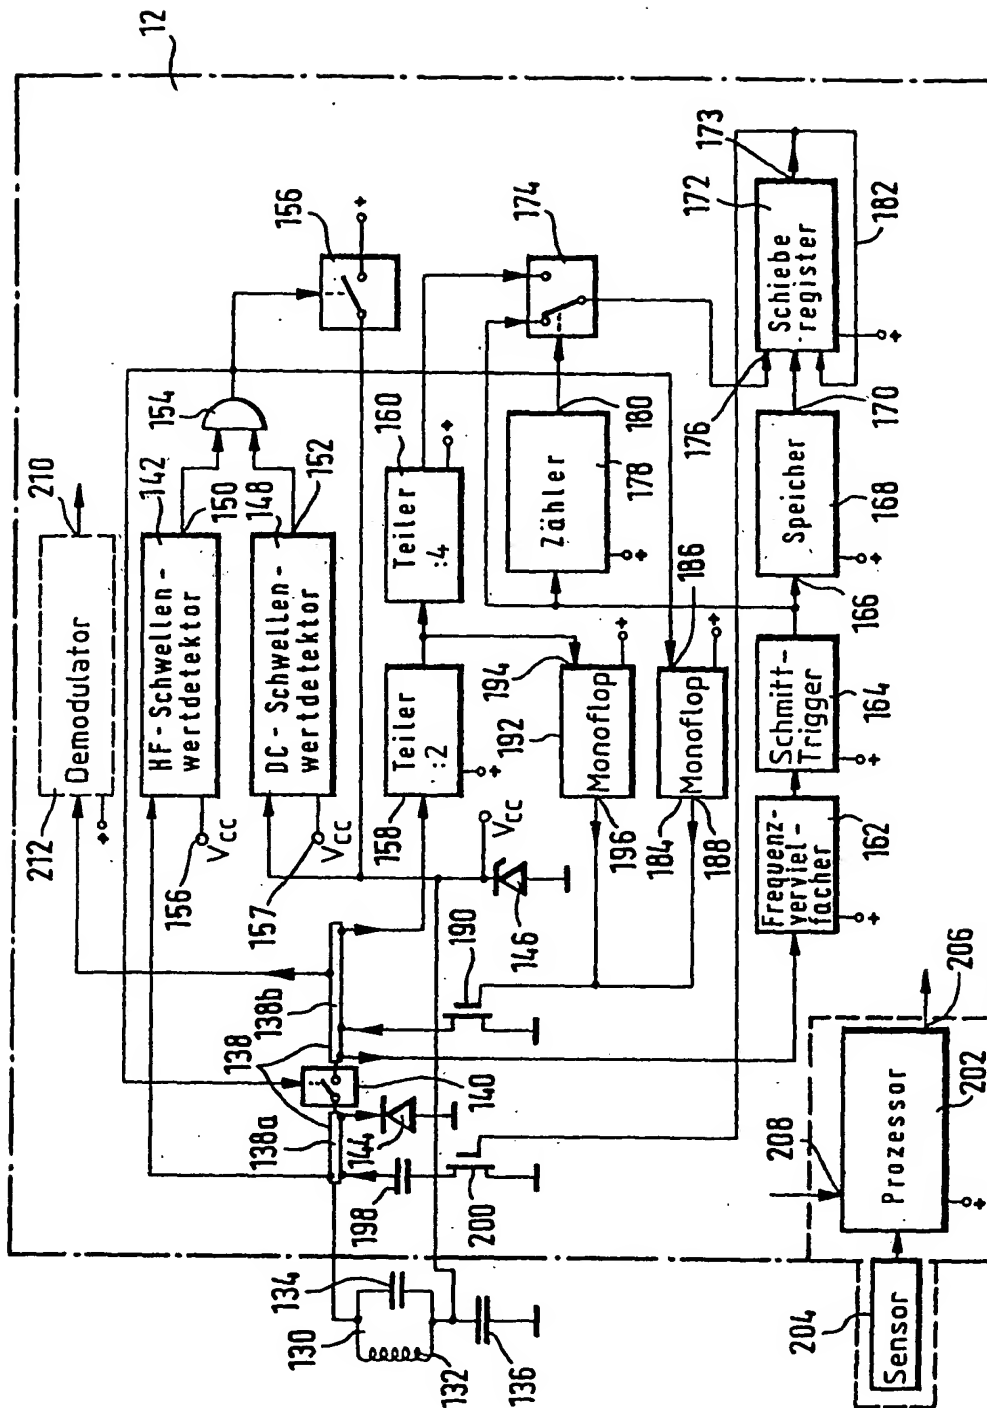 12
210
Demodulator
+
212
142
150
HF-Schwellen-
wertdetektor
156
VCC
148
152
DC-Schwellen-
wertdetektor
157
VCC
154
156
+
160
Teiler
:4
+
Teiler
:2
158
+
VCC
146
174
180
Zähler
178
+
194
192
Monoflop
+
196
186
184
Monoflop
+
188
172
173
Schiebe
register
176
182
+
170
Speicher
168
+
166
Schmitt-
Trigger
164
+
Frequenz-
verviel-
facher
162
+
190
138b
138
140
138a
144
198
200
134
130
132
136
206
208
Prozessor
202
+
204
Sensor